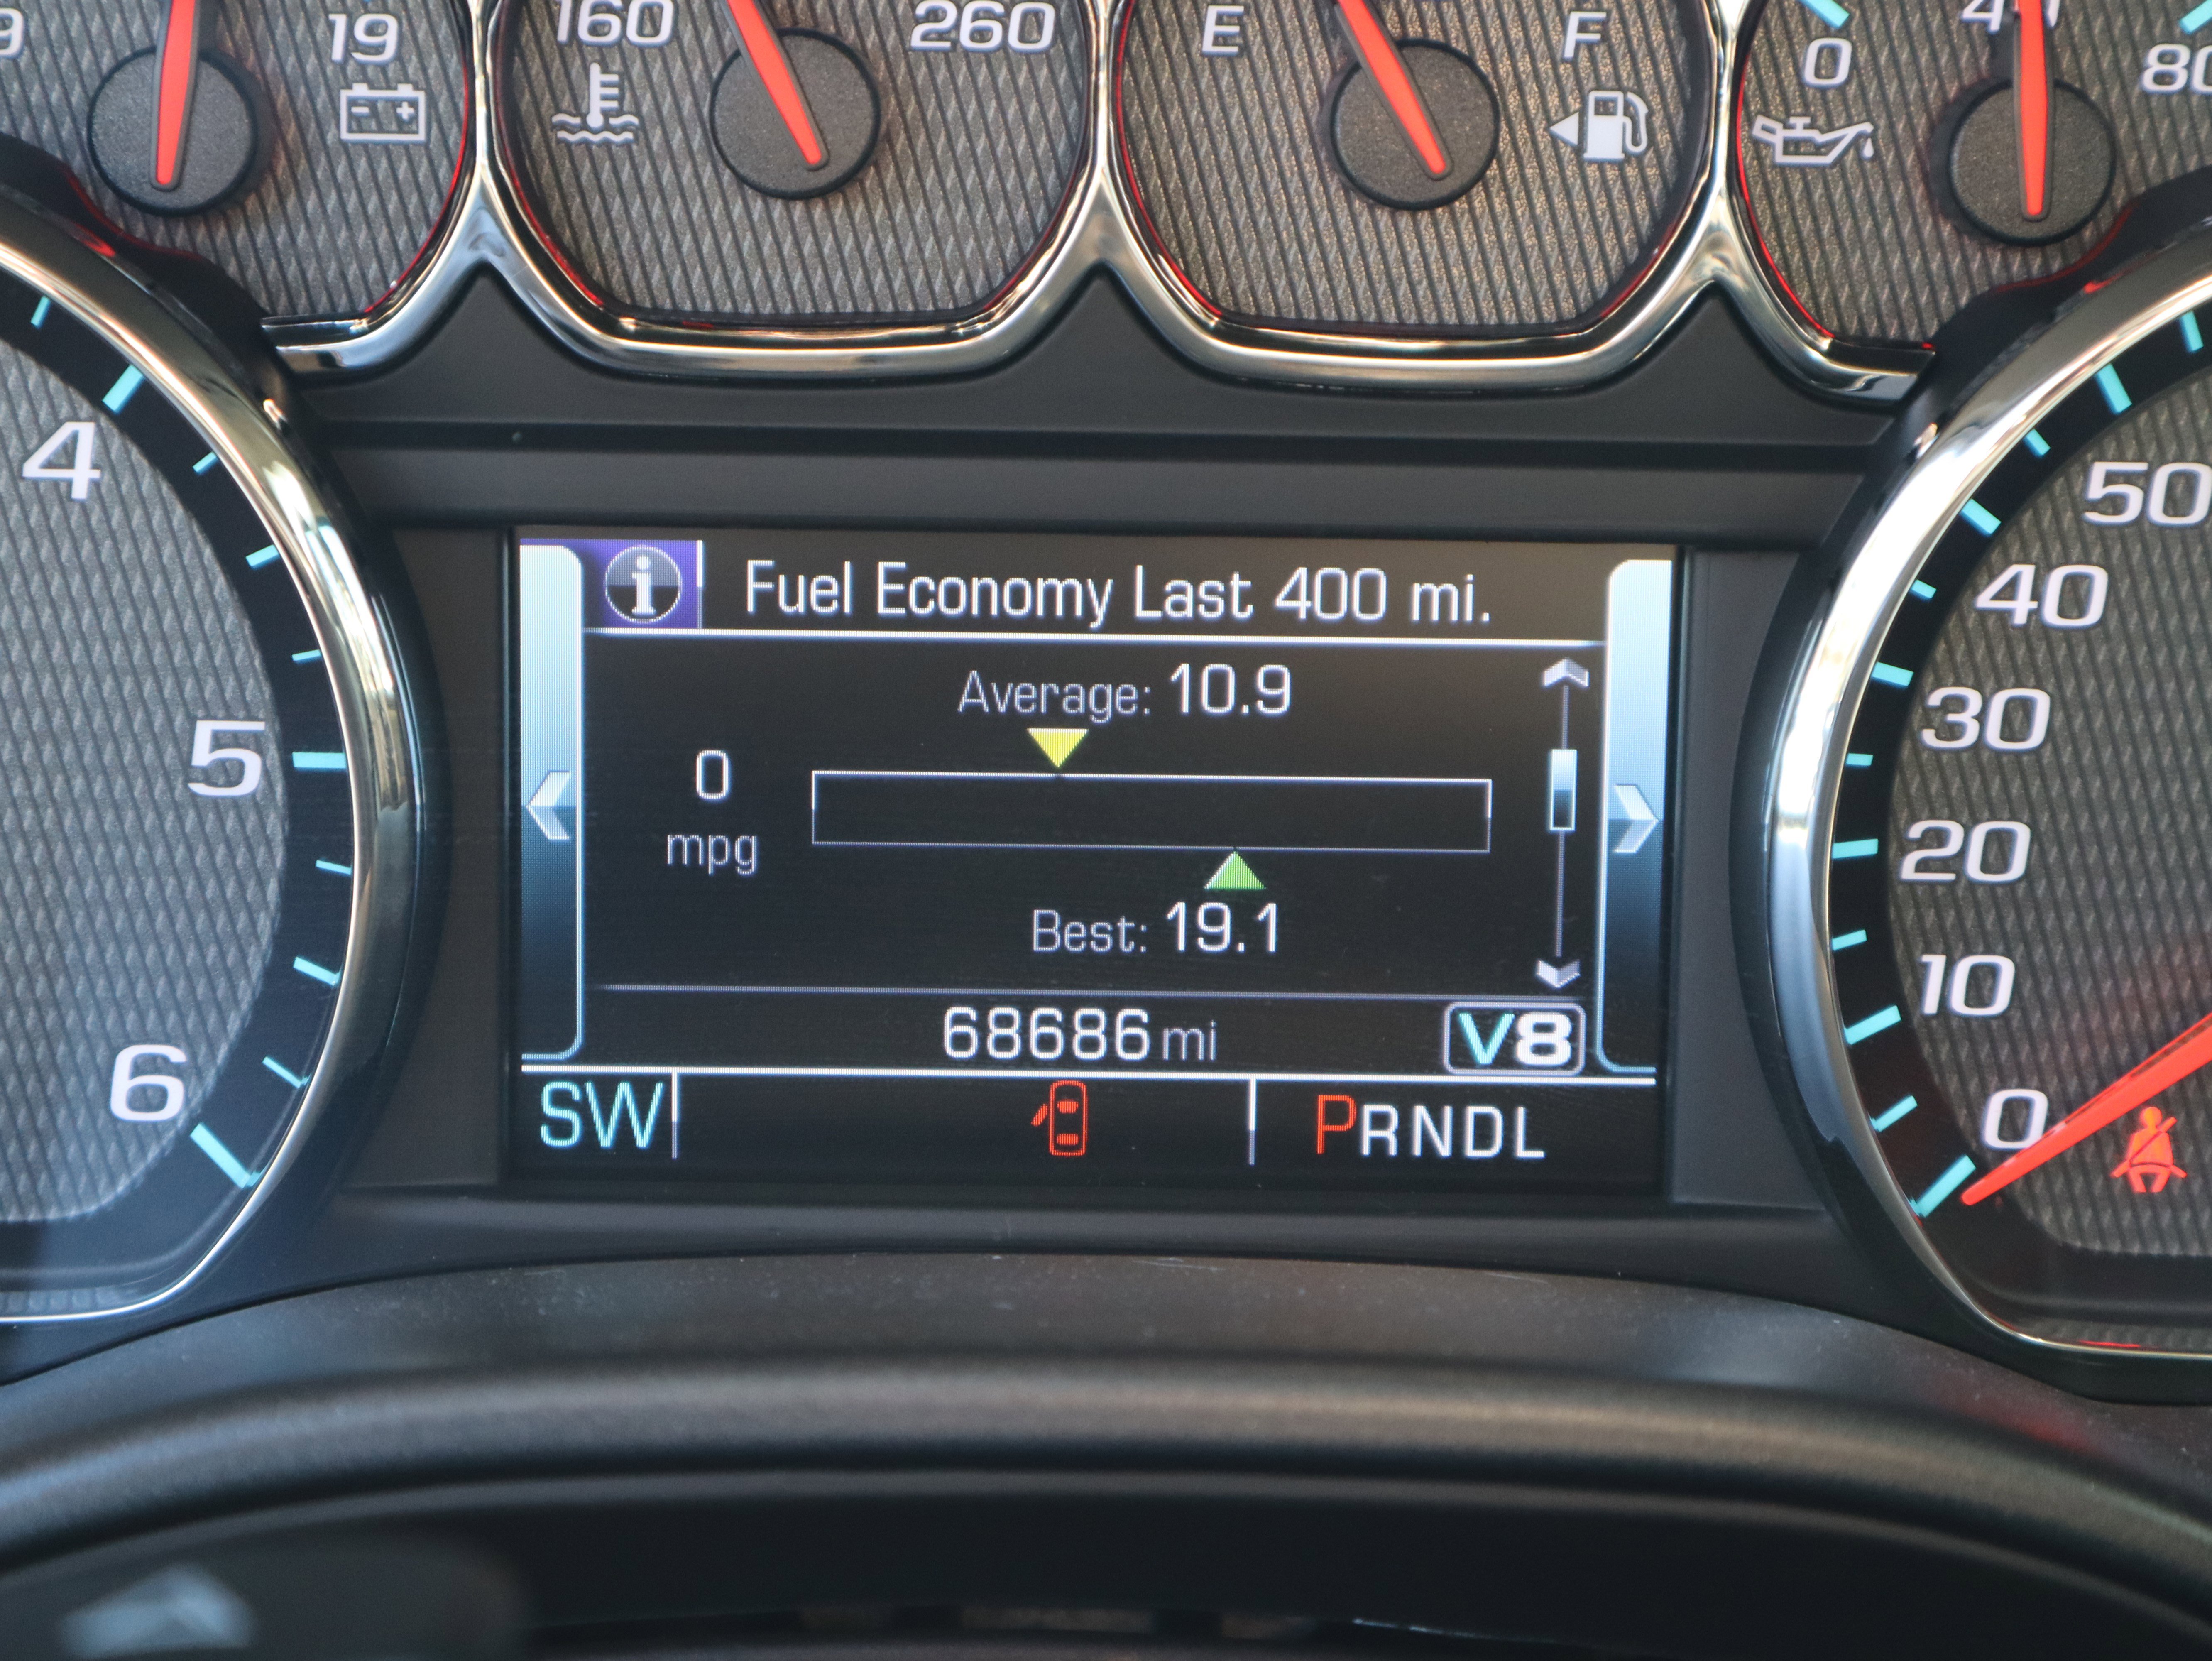 19
160
260
E
F
0
80
4
5
6
50
40
30
20
10
0
Fuel Economy Last 400 mi.
Average: 10.9
0
mpg
Best: 19.1
68686 mi
V8
SW
PRNDL